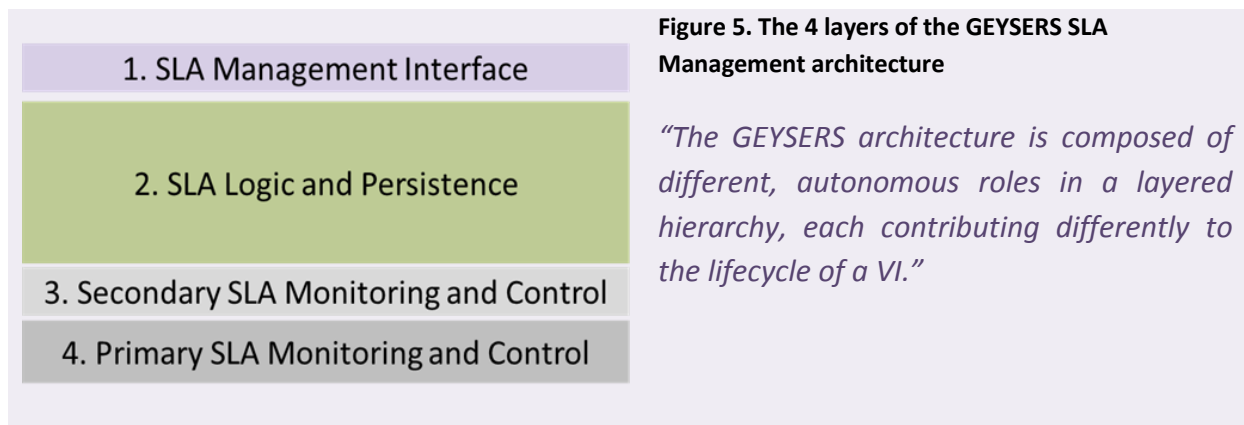 1. SLA Management Interface
2. SLA Logic and Persistence
3. Secondary SLA Monitoring and Control
4. Primary SLA Monitoring and Control
Figure 5. The 4 layers of the GEYSERS SLA
Management architecture
“The GEYSERS architecture is composed of
different, autonomous roles in a layered
hierarchy, each contributing differently to
the lifecycle of a VI.”